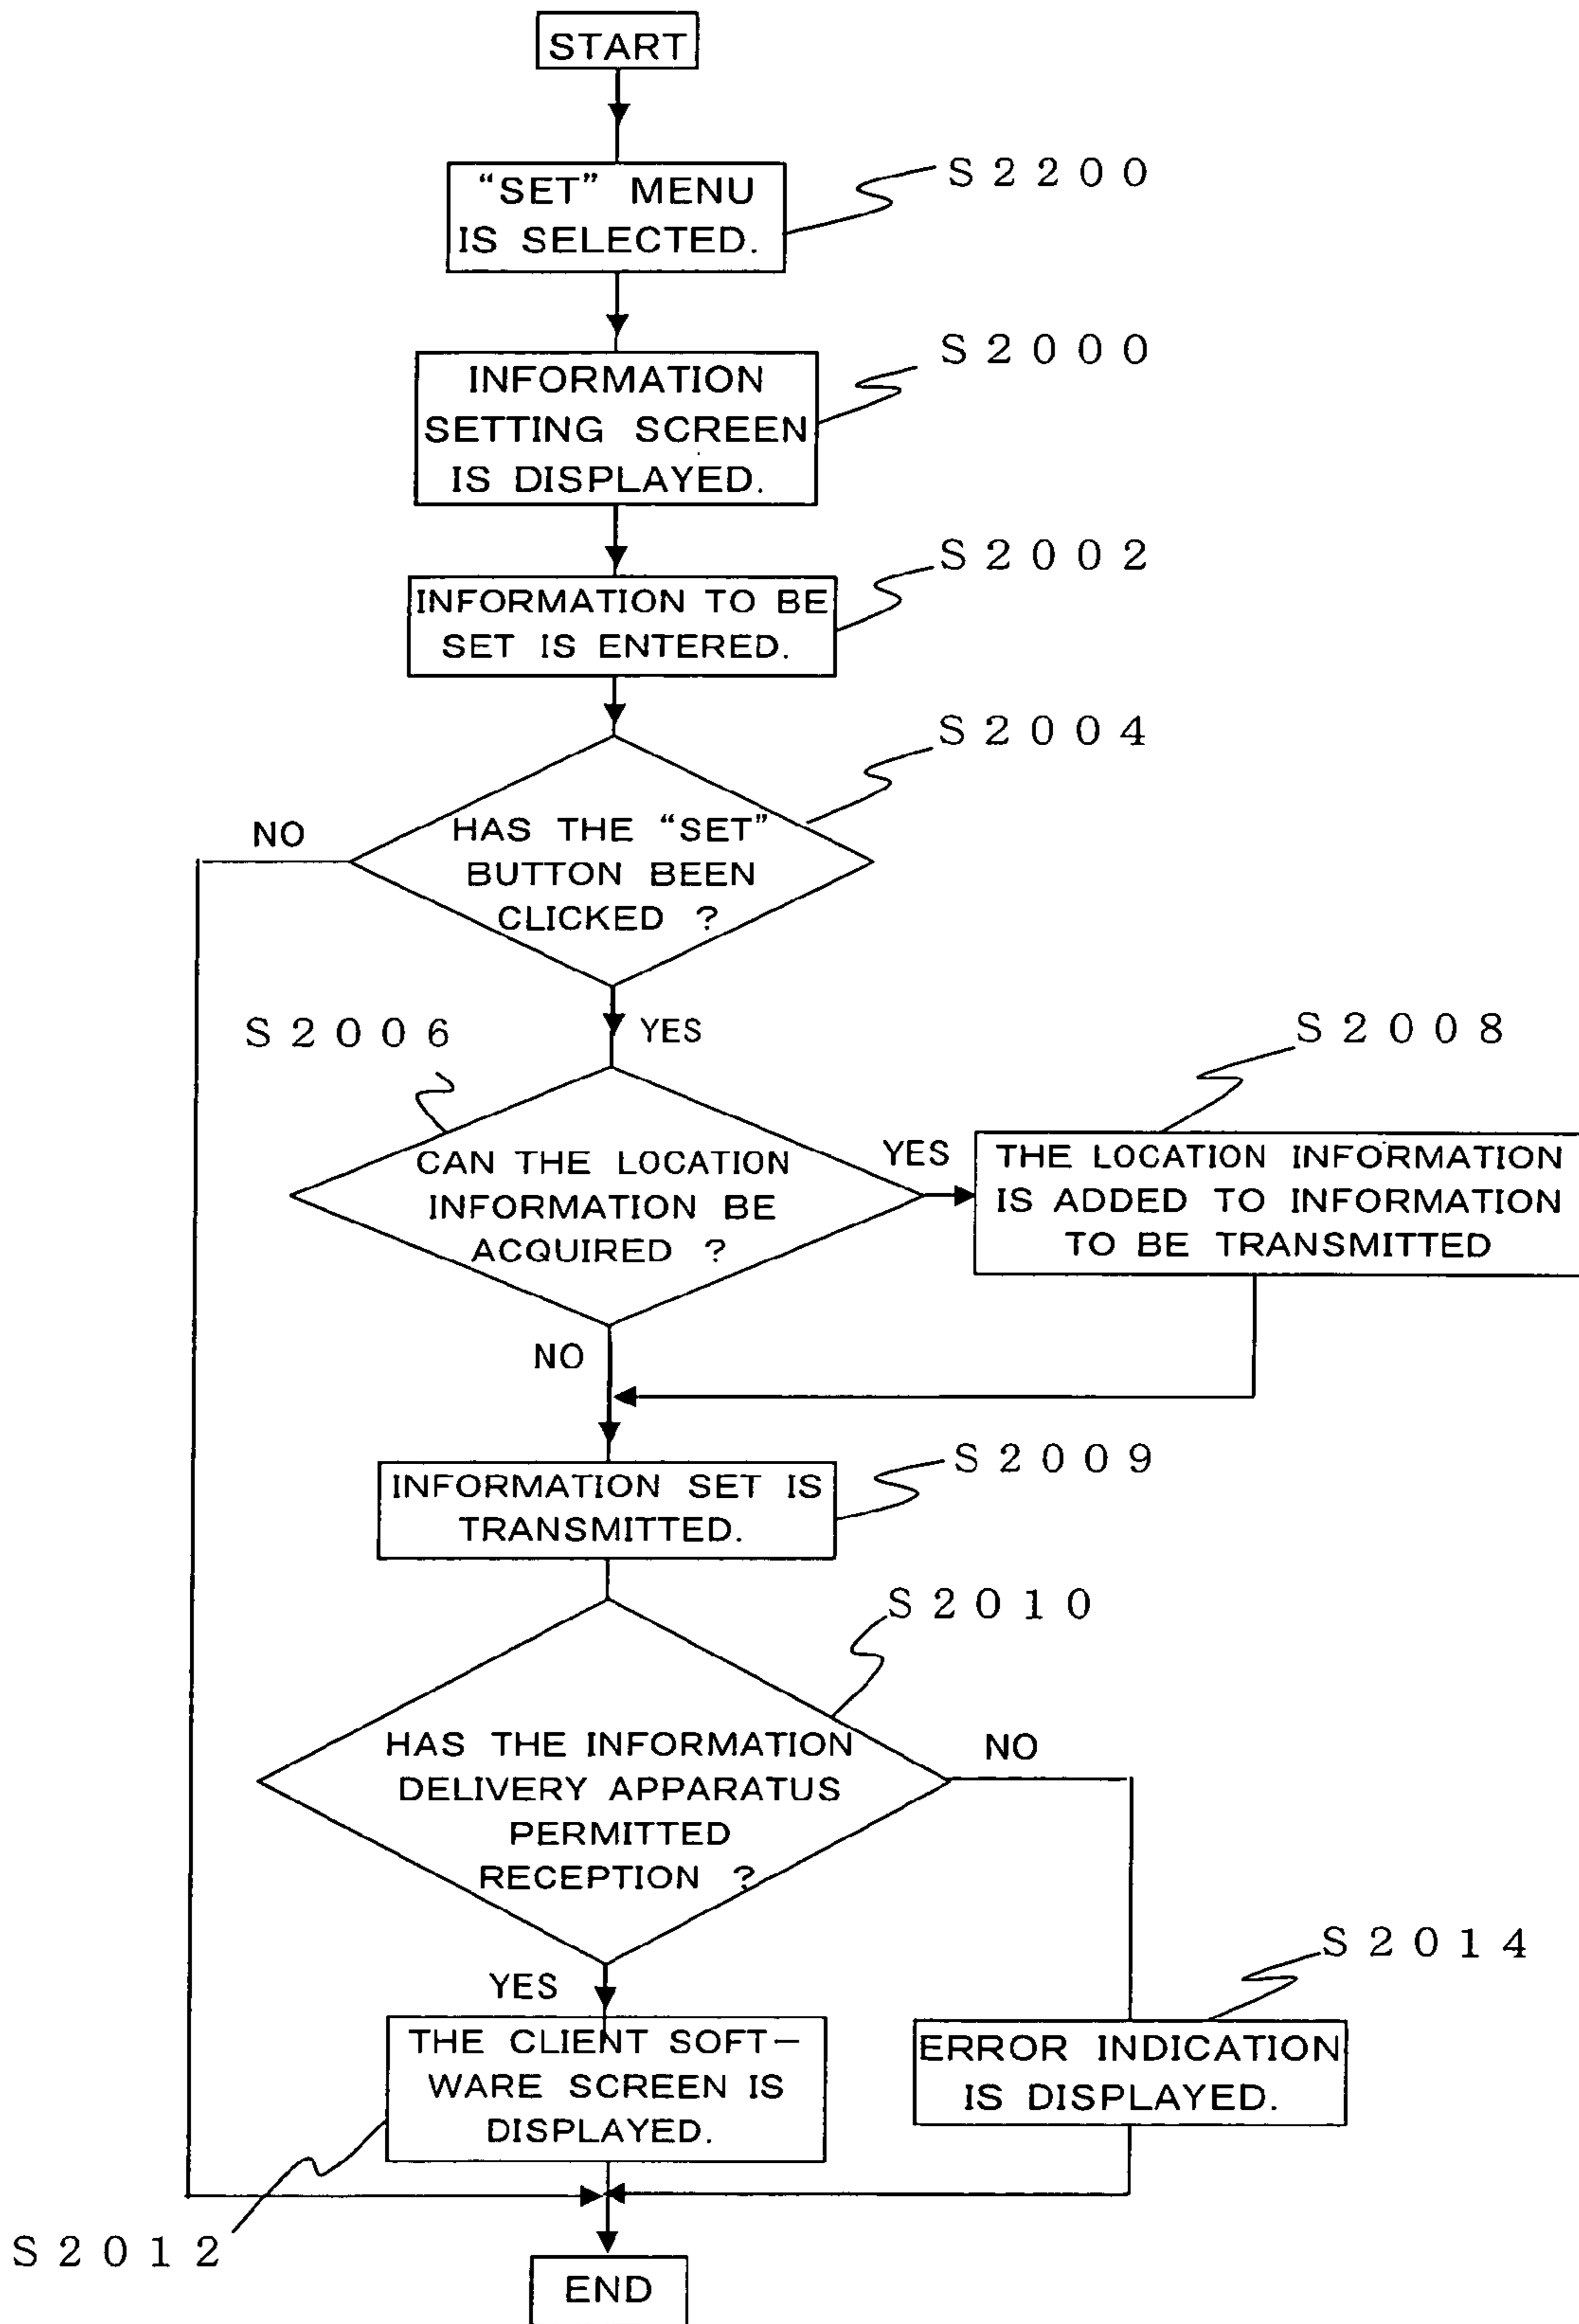 START
“SET” MENU
IS SELECTED.
S2200
INFORMATION
SETTING SCREEN
IS DISPLAYED.
S2000
INFORMATION TO BE
SET IS ENTERED.
S2002
S2004
NO
HAS THE “SET”
BUTTON BEEN
CLICKED ?
YES
S2006
S2008
CAN THE LOCATION
INFORMATION BE
ACQUIRED ?
YES
THE LOCATION INFORMATION
IS ADDED TO INFORMATION
TO BE TRANSMITTED
NO
S2009
INFORMATION SET IS
TRANSMITTED.
S2010
HAS THE INFORMATION
DELIVERY APPARATUS
PERMITTED
RECEPTION ?
NO
YES
S2014
THE CLIENT SOFT-
WARE SCREEN IS
DISPLAYED.
ERROR INDICATION
IS DISPLAYED.
S2012
END